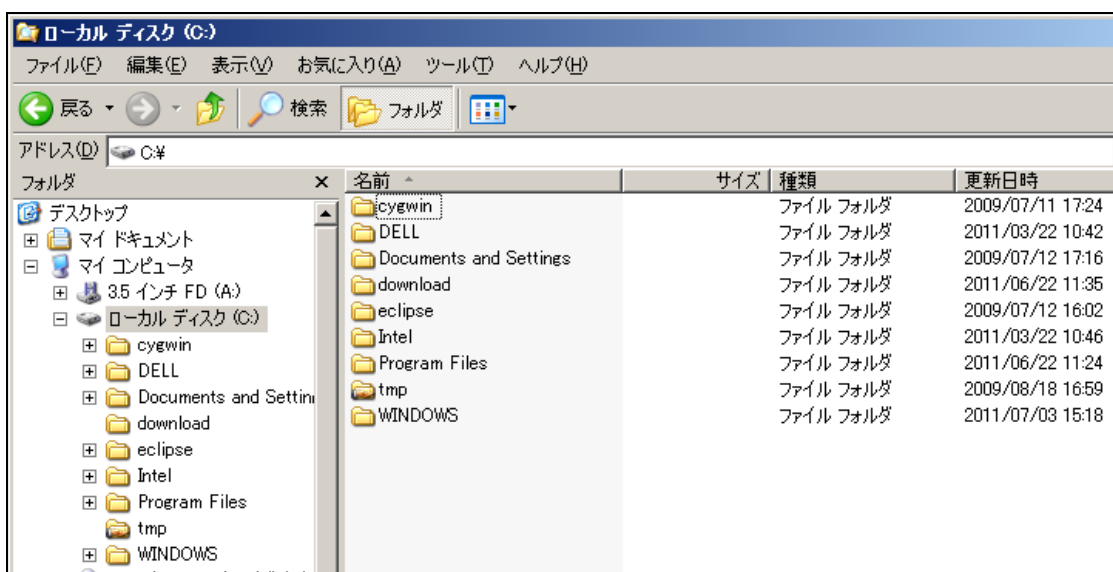 ローカル ディスク (C:)
ファイル(F) 編集(E) 表示(V) お気に入り(A) ツール(T) ヘルプ(H)
戻る 検索 フォルダ
アドレス(D) C:¥
フォルダ × 名前 サイズ 種類 更新日時
デスクトップ
マイ ドキュメント
マイ コンピュータ
3.5 インチ FD (A:)
ローカル ディスク (C:)
cygwin
DELL
Documents and Settin
download
eclipse
Intel
Program Files
tmp
WINDOWS
cygwin ファイル フォルダ 2009/07/11 17:24
DELL ファイル フォルダ 2011/03/22 10:42
Documents and Settings ファイル フォルダ 2009/07/12 17:16
download ファイル フォルダ 2011/06/22 11:35
eclipse ファイル フォルダ 2009/07/12 16:02
Intel ファイル フォルダ 2011/03/22 10:46
Program Files ファイル フォルダ 2011/06/22 11:24
tmp ファイル フォルダ 2009/08/18 16:59
WINDOWS ファイル フォルダ 2011/07/03 15:18